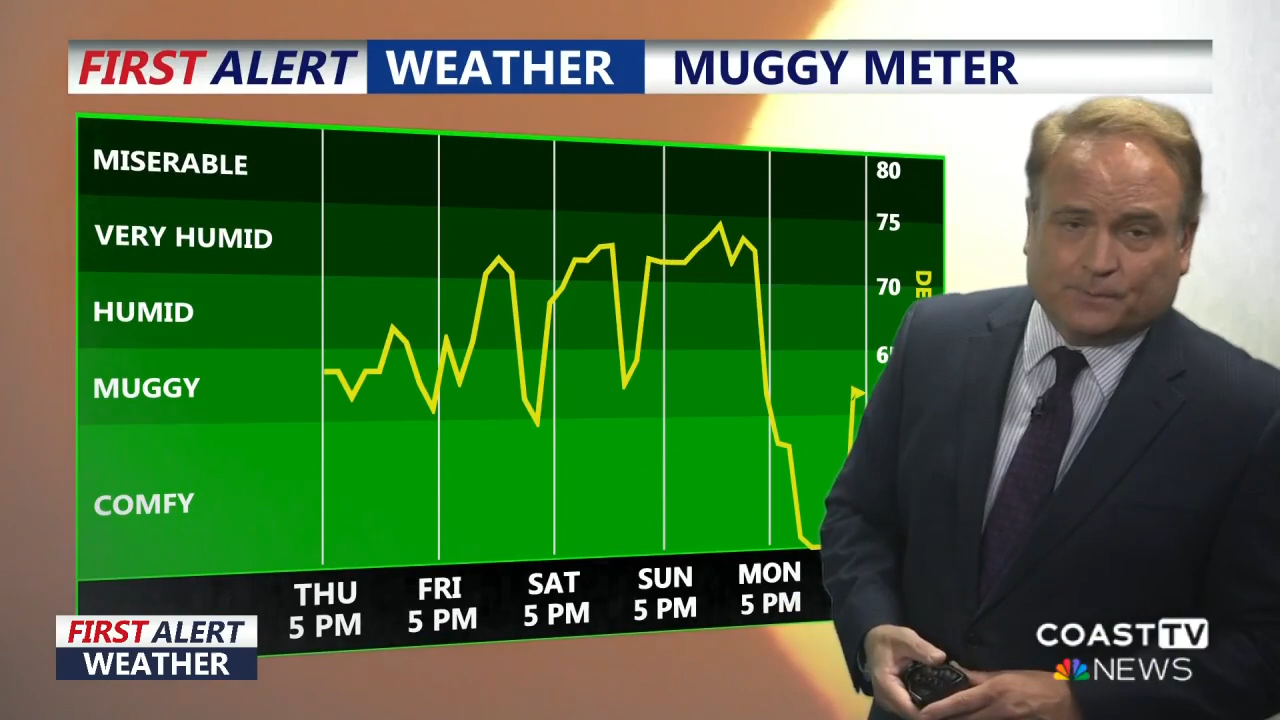 FIRST ALERT WEATHER MUGGY METER
MISERABLE
VERY HUMID
HUMID
MUGGY
COMFY
80
75
70
THU
5 PM
FRI
5 PM
SAT
5 PM
SUN
5 PM
MON
5 PM
FIRST ALERT
WEATHER
COAST TV
NEWS